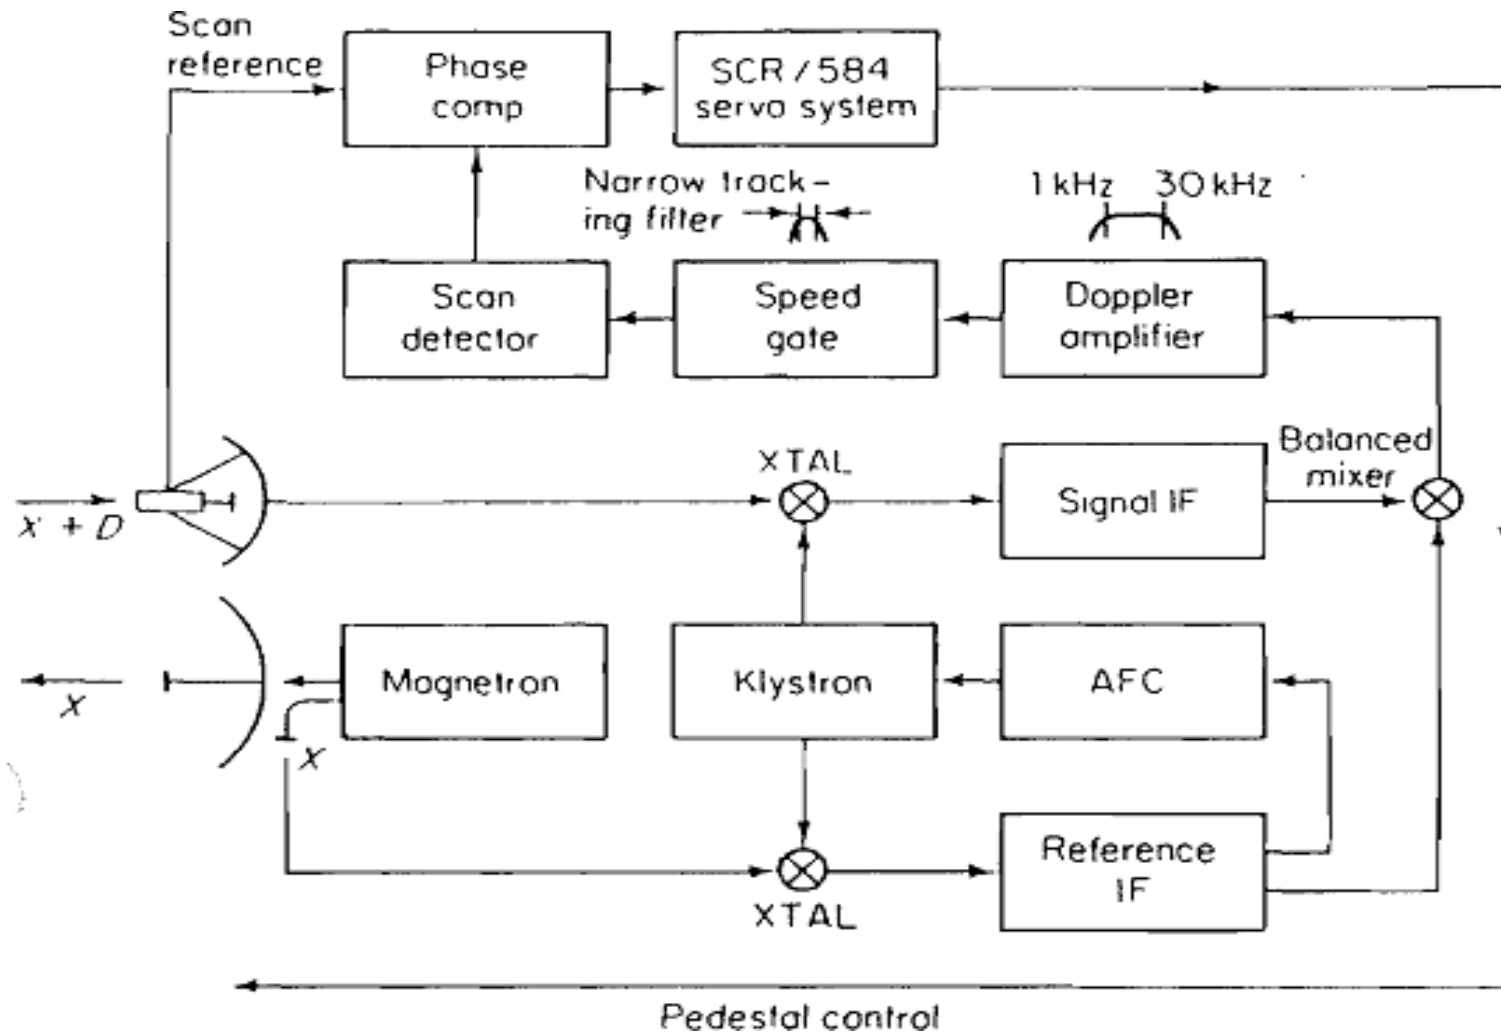 Scan
reference
Phase
comp
SCR / 584
servo system
Narrow track-
ing filter
1 kHz
30 kHz
Scan
detector
Speed
gate
Doppler
amplifier
Balanced
mixer
XTAL
Signal IF
X + D
Magnetron
Klystron
AFC
X
X
Reference
IF
XTAL
Pedestal control